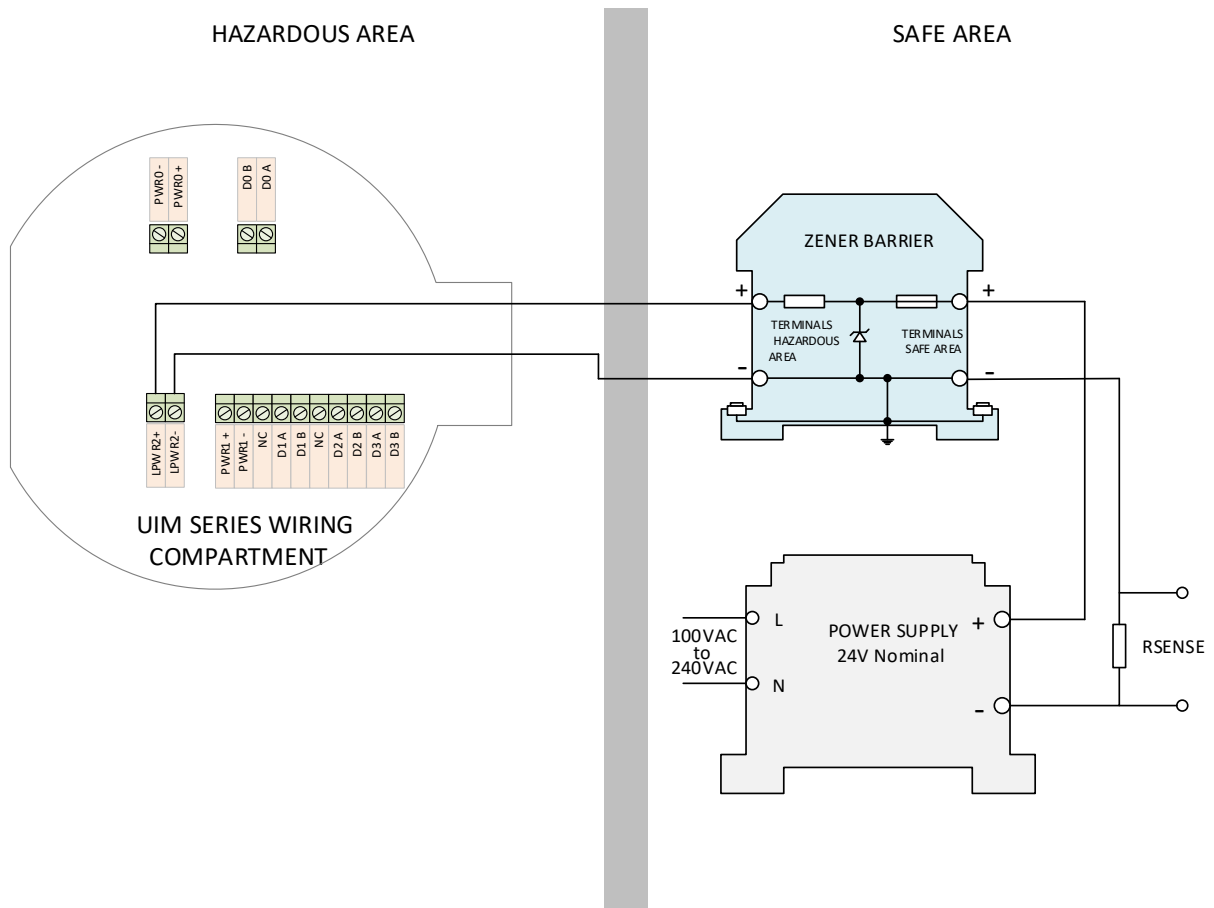 HAZARDOUS AREA
SAFE AREA
PWR0 -
PWR0 +
D0 B
D0 A
ZENER BARRIER
+
+
TERMINALS
HAZARDOUS
AREA
TERMINALS
SAFE AREA
-
-
LPWR2+
LPWR2-
PWR1 +
PWR1 -
NC
D1 A
D1 B
NC
D2 A
D2 B
D3 A
D3 B
UIM SERIES WIRING
COMPARTMENT
100VAC
to
240VAC
L
N
POWER SUPPLY
24V Nominal
+
-
RSENSE